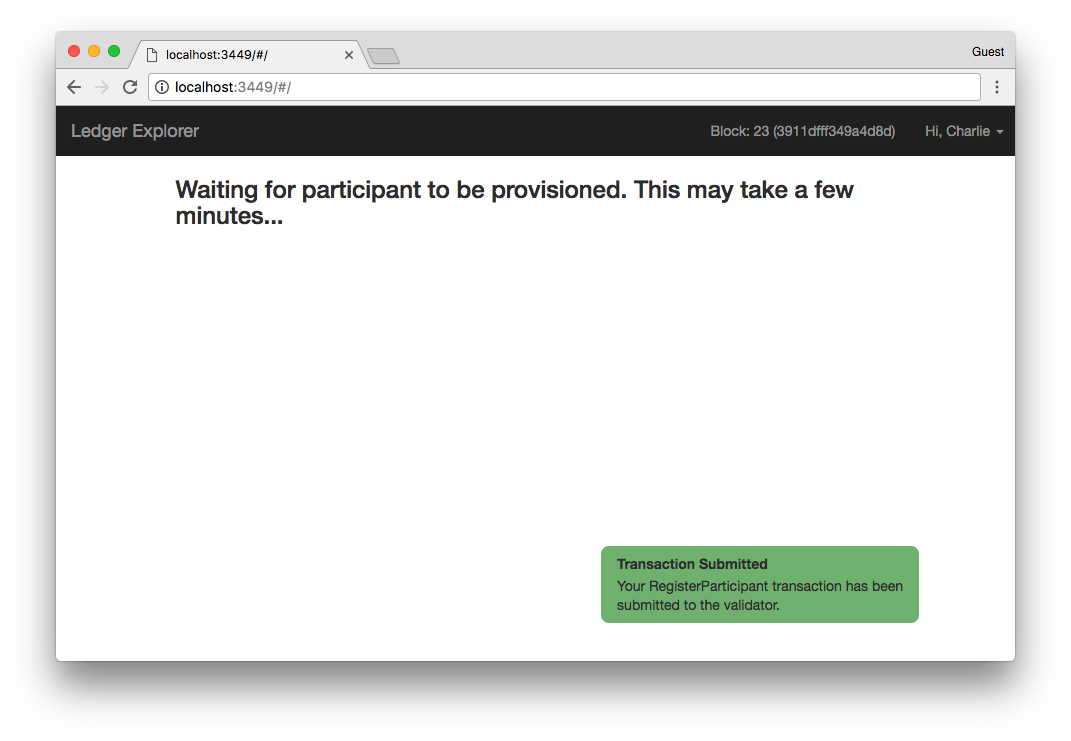 localhost:3449/#/
Guest
localhost:3449/#/
Ledger Explorer
Block: 23 (3911dfff349a4d8d)
Hi, Charlie
Waiting for participant to be provisioned. This may take a few
minutes...
Transaction Submitted
Your RegisterParticipant transaction has been
submitted to the validator.